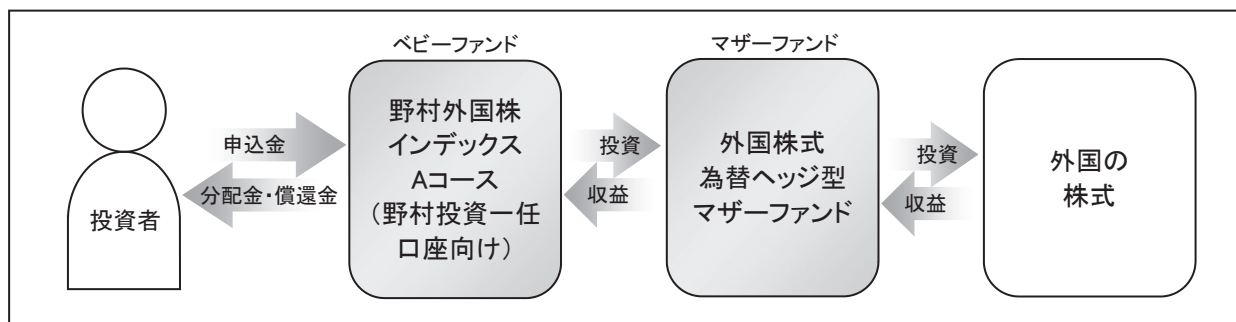 ベビーファンド
マザーファンド
投資者
申込金
分配金・償還金
野村外国株
インデックス
Aコース
（野村投資一任
口座向け）
投資
収益
外国株式
為替ヘッジ型
マザーファンド
投資
収益
外国の
株式